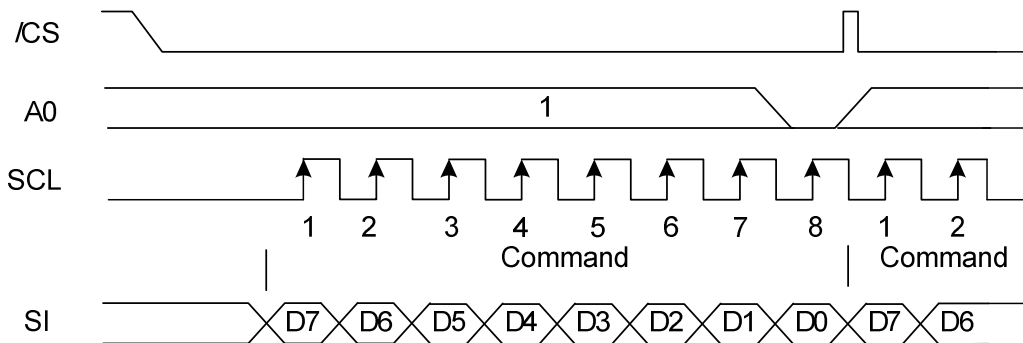 /CS
A0 1
SCL
1 2 3 4 5 6 7 8 1 2
Command Command
SI D7 D6 D5 D4 D3 D2 D1 D0 D7 D6